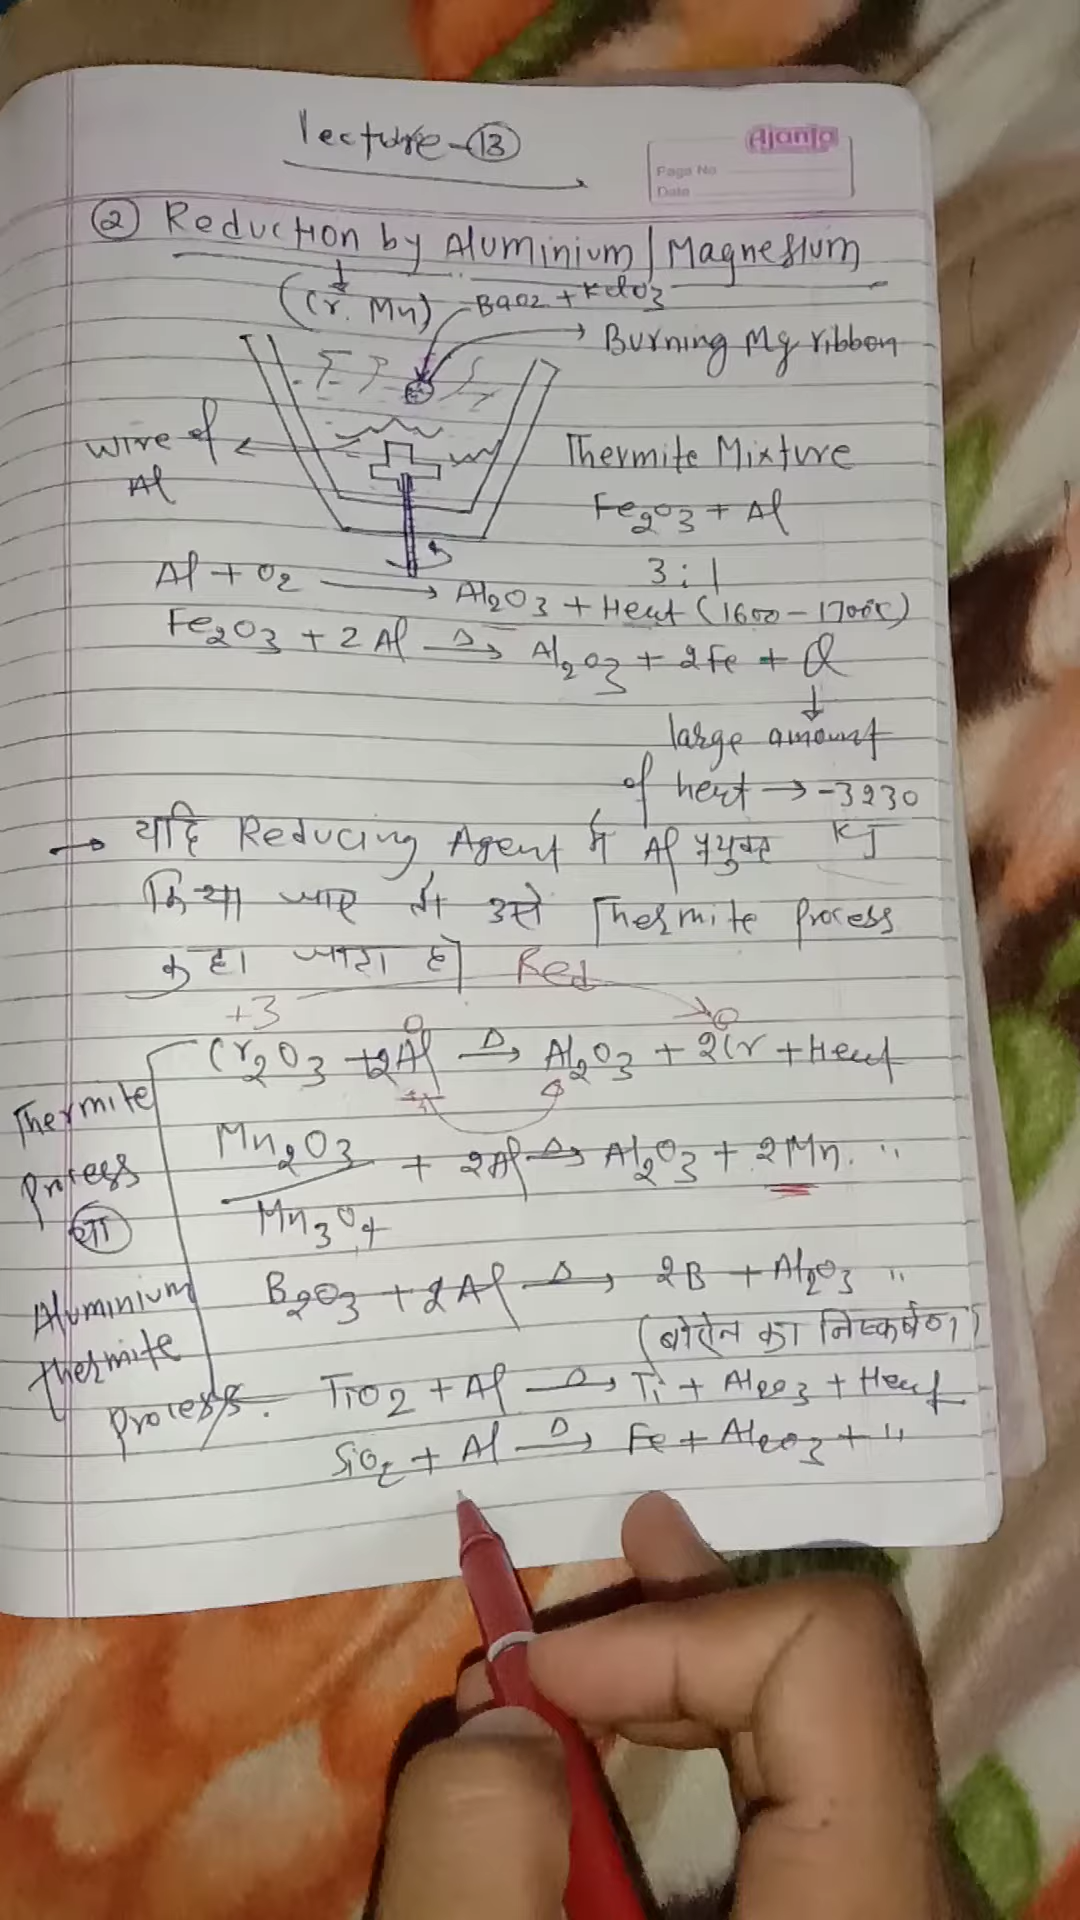 lecture-13
Ajanta
Page No
Date
② Reduction by Aluminium/Magnesium
(Cr. Mn)
BaO2 + KClO3
Burning Mg ribbon
wire of
Al
Thermite Mixture
Fe2O3 + Al
3:1
Al + O2 ⟶ Al2O3 + Heat (1600-1700K)
Fe2O3 + 2Al —Δ→ Al2O3 + 2Fe + Q
↓
large amount
of heat → -3230
KJ
→ यदि Reducing Agent में Al प्रयुक्त
किया जाए तो उसे Thermite Process
कहा जाता है। Red
+3 0 0
Cr2O3 + 2Al —Δ→ Al2O3 + 2Cr + Heat
Thermite
Process
या
Aluminium
thermite
process.
Mn2O3 + 2Al —Δ→ Al2O3 + 2Mn. "
Mn3O4
B2O3 + 2Al —Δ→ 2B + Al2O3 "
(बोरोन का निष्कर्षण)
TiO2 + Al —Δ→ Ti + Al2O3 + Heat
SiO2 + Al —Δ→ Fe + Al2O3 + "